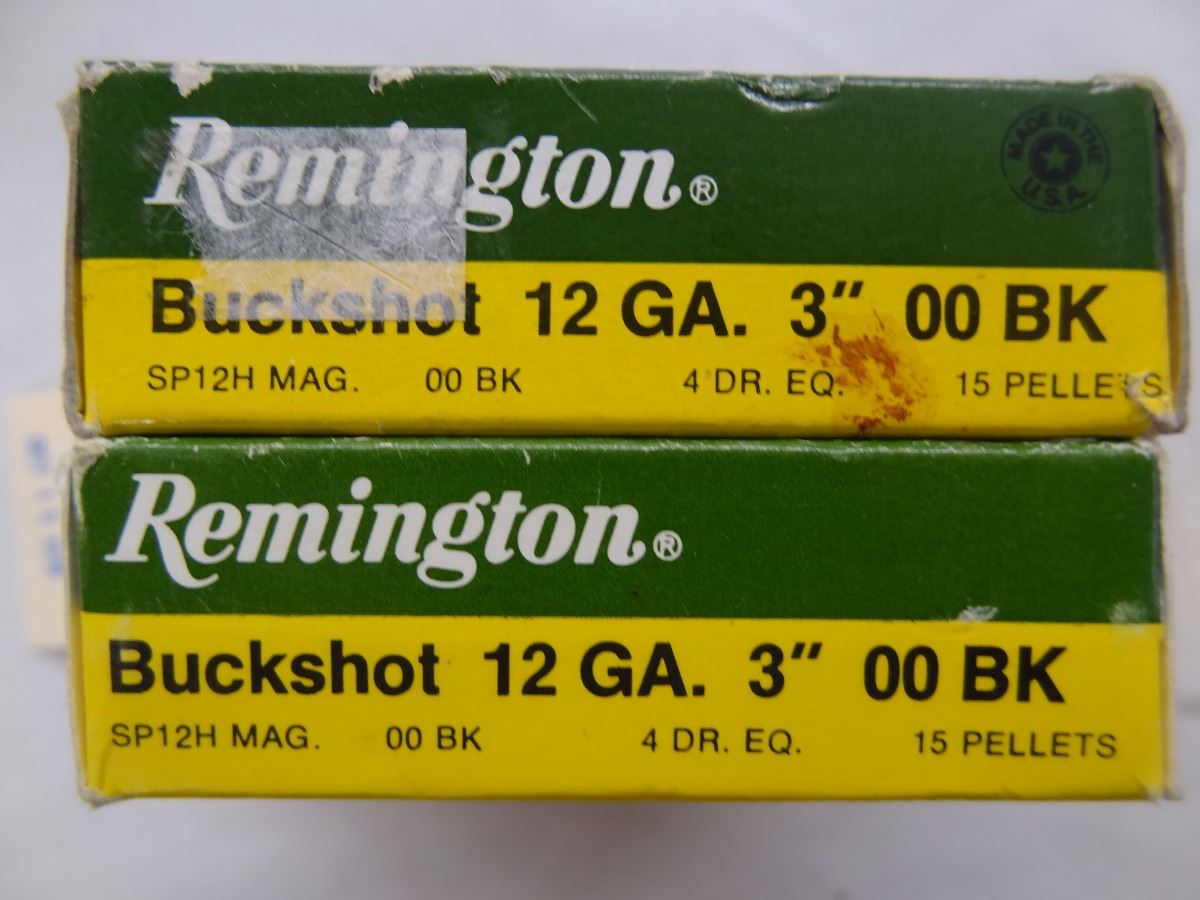 Remington®
MADE IN THE
U.S.A.
Buckshot 12 GA. 3" 00 BK
SP12H MAG. 00 BK 4 DR. EQ. 15 PELLETS
Remington®
Buckshot 12 GA. 3" 00 BK
SP12H MAG. 00 BK 4 DR. EQ. 15 PELLETS